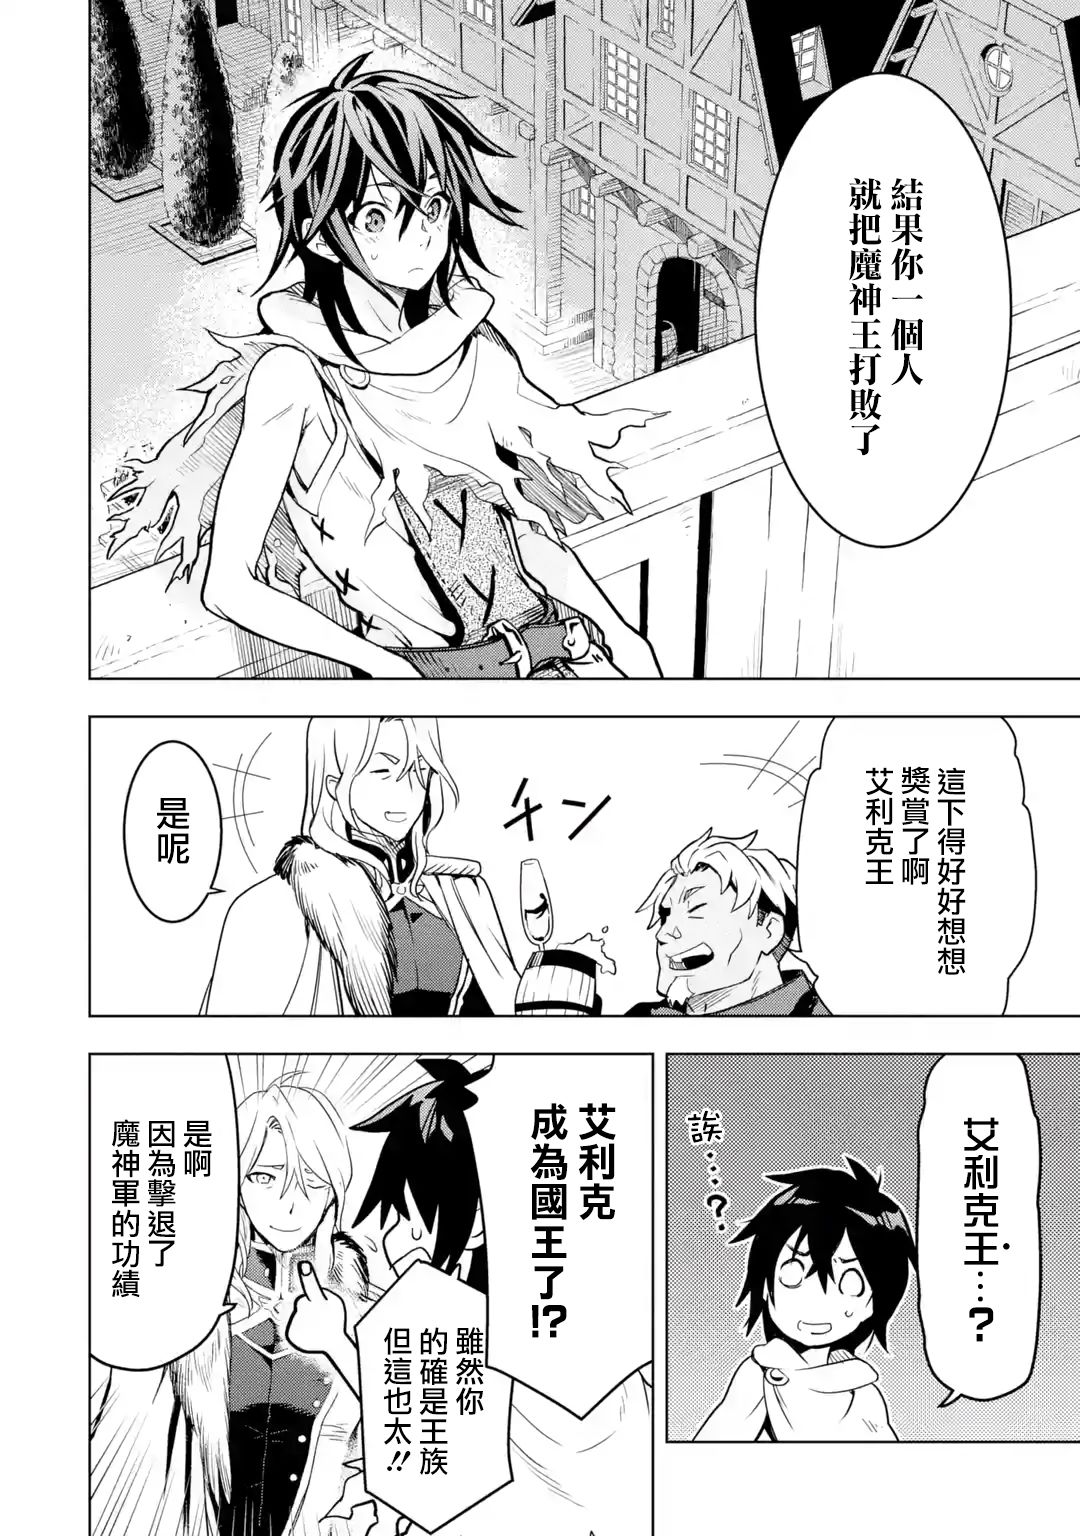 結果你一個人
就把魔神王打敗了
這下得好好想想
獎賞了啊
艾利克王
キン
是呢
艾利克王…?
誒…?
艾利克
成為國王了!?
雖然你
的確是王族
但這也太!!
是啊
因為擊退了
魔神軍的功績